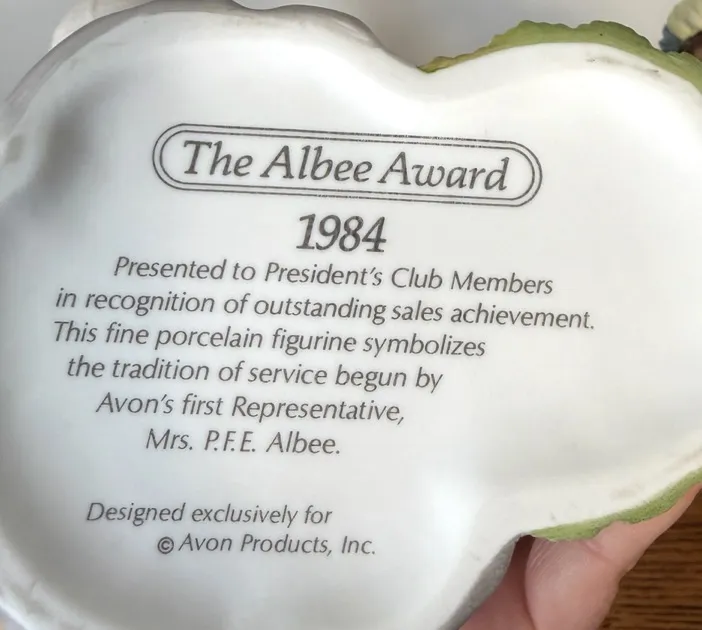 The Albee Award
1984
Presented to President's Club Members
in recognition of outstanding sales achievement.
This fine porcelain figurine symbolizes
the tradition of service begun by
Avon's first Representative,
Mrs. P.F.E. Albee.
Designed exclusively for
© Avon Products, Inc.